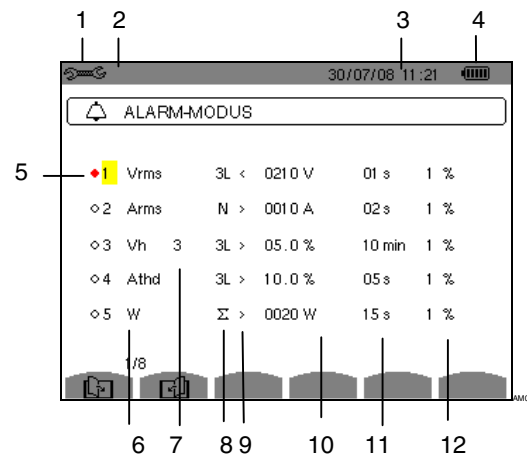 1 2 3 4
30/07/08 11:21
ALARM-MODUS
5
1 Vrms 3L < 0210 V 01 s 1 %
2 Arms N > 0010 A 02 s 1 %
3 Vh 3 3L > 05.0 % 10 min 1 %
4 Athd 3L > 10.0 % 05 s 1 %
5 W Σ > 0020 W 15 s 1 %
1/8
6 7 8 9 10 11 12